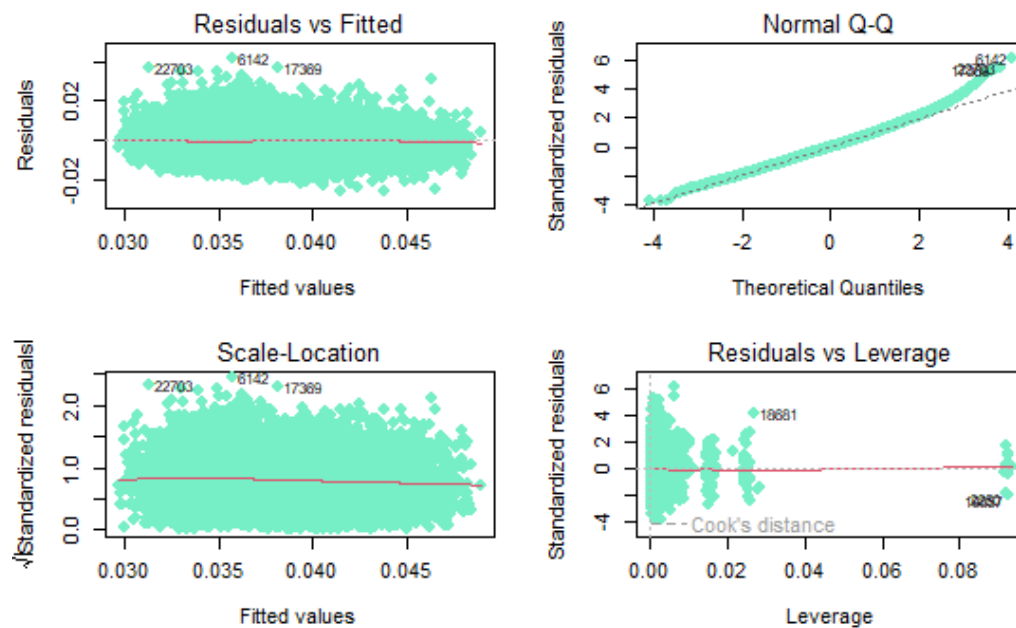 Residuals vs Fitted
Residuals
0.02
-0.02
22703
6142
17369
0.030 0.035 0.040 0.045
Fitted values
Normal Q-Q
Standardized residuals
6
4
2
0
-4
6142
-4 -2 0 2 4
Theoretical Quantiles
Scale-Location
√|Standardized residuals|
2.0
1.0
0.0
22703
6142
17369
0.030 0.035 0.040 0.045
Fitted values
Residuals vs Leverage
Standardized residuals
6
4
2
0
-4
18681
Cook's distance
0.00 0.02 0.04 0.06 0.08
Leverage